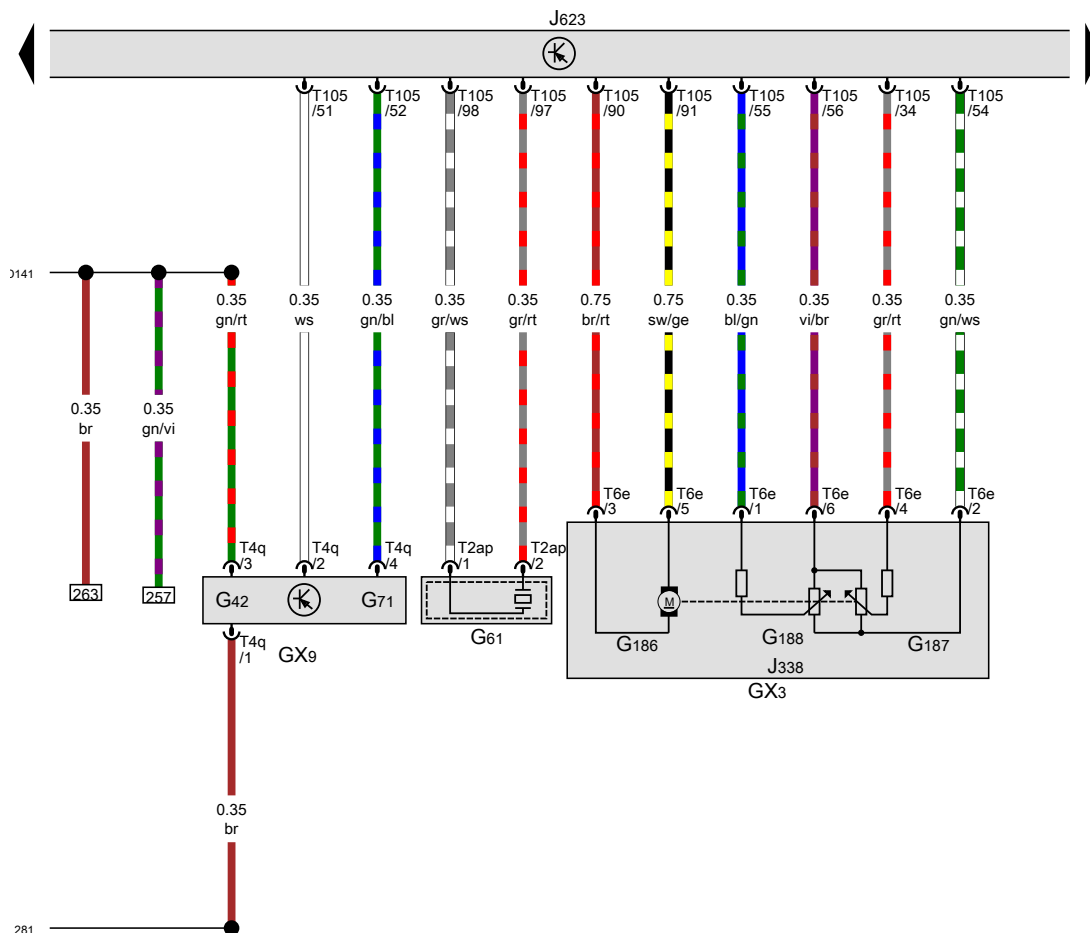 J623
T105 /51
T105 /52
T105 /98
T105 /97
T105 /90
T105 /91
T105 /55
T105 /56
T105 /34
T105 /54
0.35 gn/rt
0.35 ws
0.35 gn/bl
0.35 gr/ws
0.35 gr/rt
0.75 br/rt
0.75 sw/ge
0.35 bl/gn
0.35 vi/br
0.35 gr/rt
0.35 gn/ws
0.35 br
0.35 gn/vi
T6e /3
T6e /5
T6e /1
T6e /6
T6e /4
T6e /2
T4q /3
T4q /2
T4q /4
T2ap /1
T2ap /2
263
257
G42
G71
M
G61
G186
G188
G187
T4q /1
GX9
J338
GX3
0.35 br
281